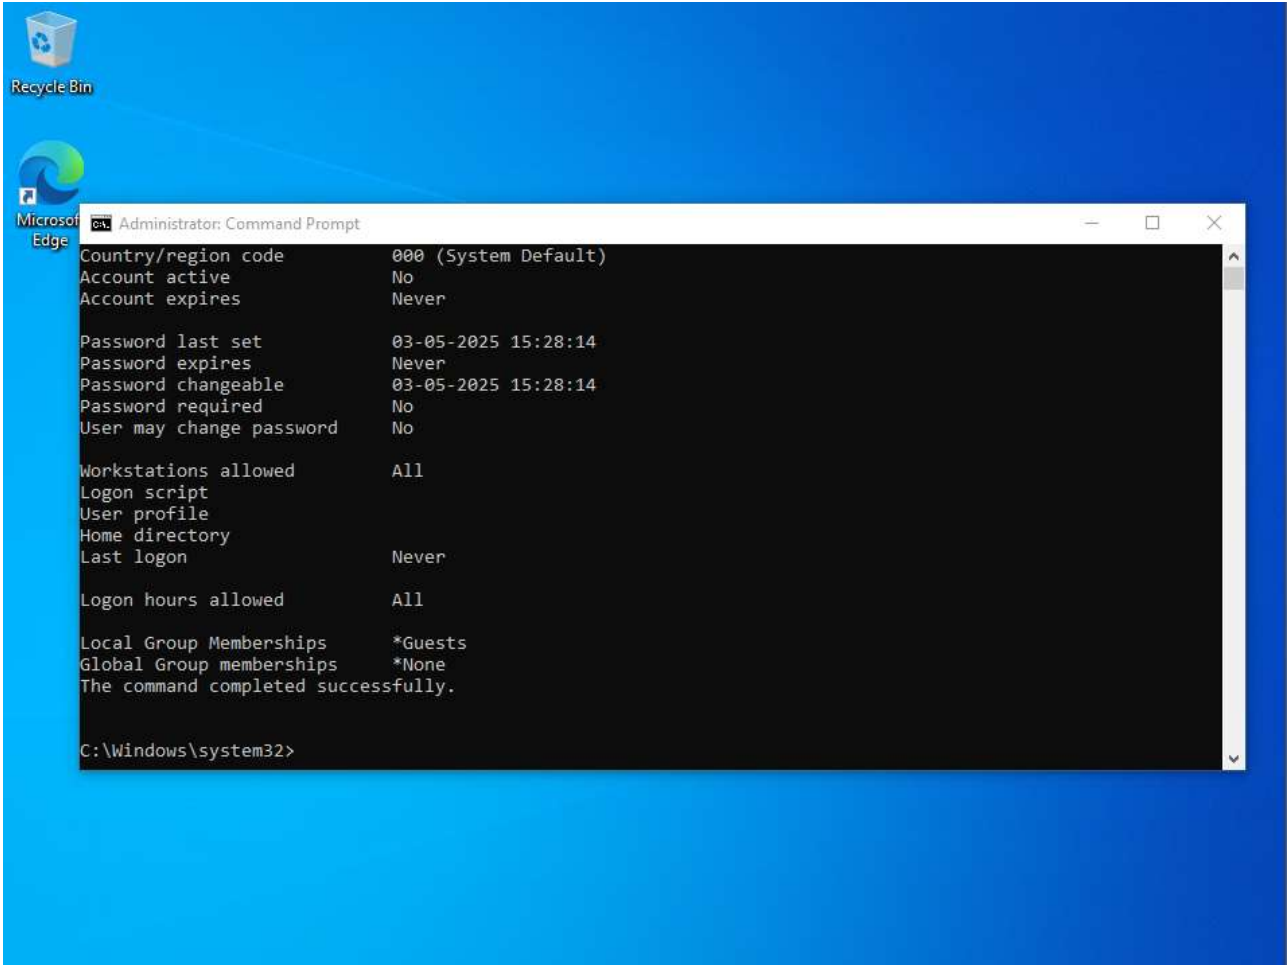 Recycle Bin
Microsof
Edge
Administrator: Command Prompt
Country/region code 000 (System Default)
Account active No
Account expires Never
Password last set 03-05-2025 15:28:14
Password expires Never
Password changeable 03-05-2025 15:28:14
Password required No
User may change password No
Workstations allowed All
Logon script
User profile
Home directory
Last logon Never
Logon hours allowed All
Local Group Memberships *Guests
Global Group memberships *None
The command completed successfully.
C:\Windows\system32>